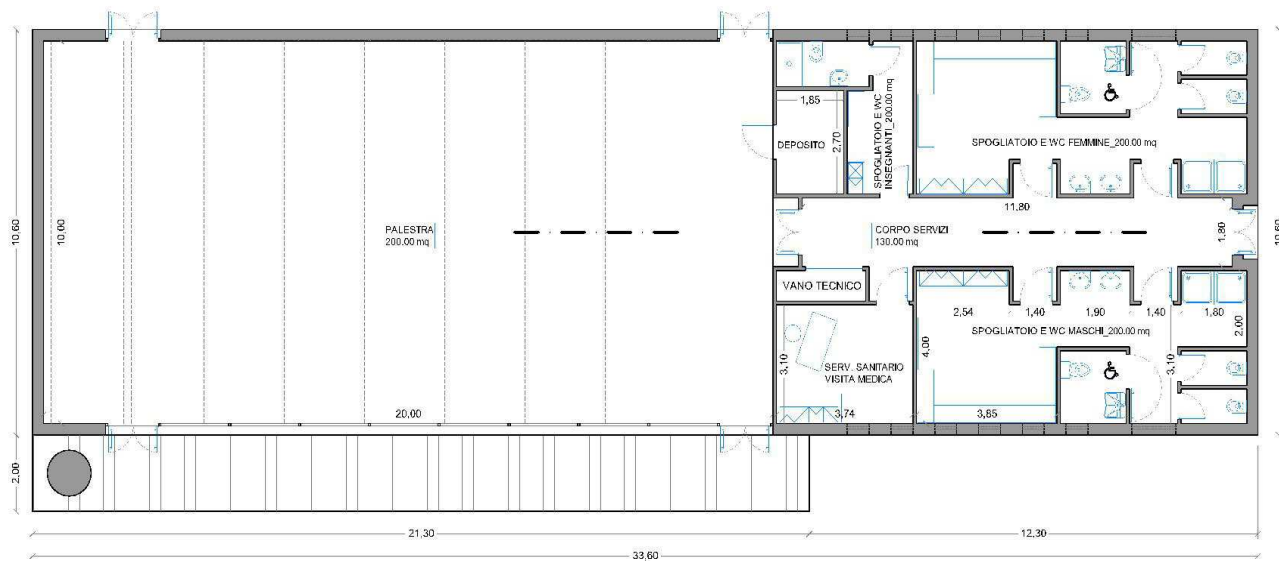 1,85
2,70
DEPOSITO
SPOGLIATOIO E WC
INSEGNANTI_200.00 mq
SPOGLIATOIO E WC FEMMINE_200.00 mq
10,60
10,00
PALESTRA
200.00 mq
CORPO SERVIZI
130.00 mq
11,80
1,80
10,60
VANO TECNICO
2,54
1,40
1,90
1,40
1,80
SPOGLIATOIO E WC MASCHI_200.00 mq
2,00
3,10
4,00
3,10
SERV. SANITARIO
VISITA MEDICA
20,00
3,74
3,85
2,00
21,30
12,30
33,60